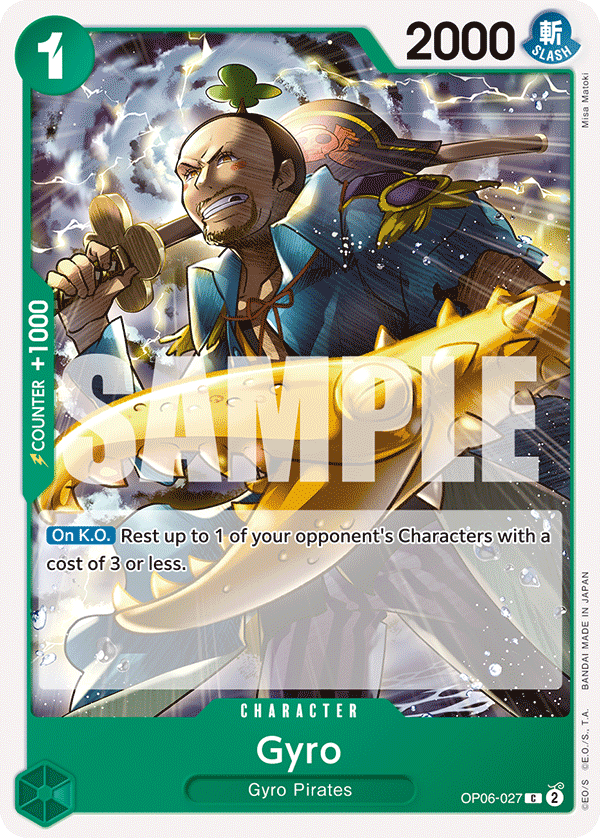 1
2000
斬
SLASH
Misa Matoki
COUNTER +1000
SAMPLE
On K.O. Rest up to 1 of your opponent's Characters with a
cost of 3 or less.
CHARACTER
Gyro
Gyro Pirates
OP06-027 C 2
©EO/S ©E.O./S., T.A. BANDAI MADE IN JAPAN